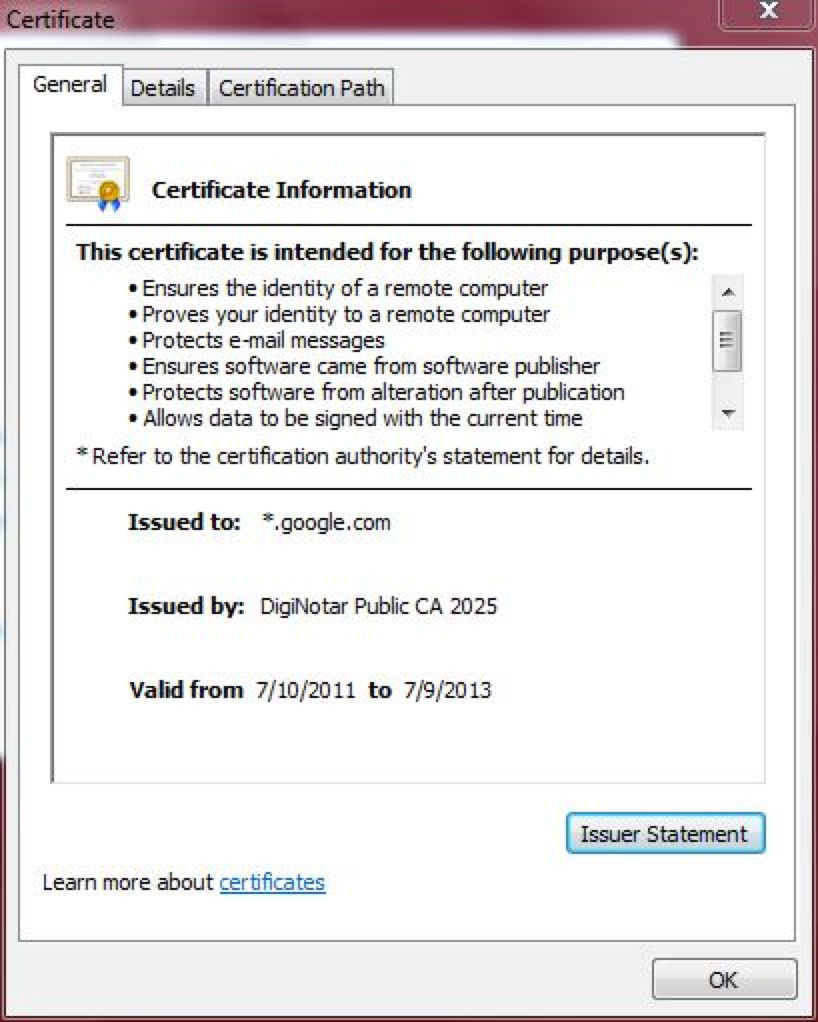 Certificate
X
General
Details
Certification Path
Certificate Information
This certificate is intended for the following purpose(s):
• Ensures the identity of a remote computer
• Proves your identity to a remote computer
• Protects e-mail messages
• Ensures software came from software publisher
• Protects software from alteration after publication
• Allows data to be signed with the current time
* Refer to the certification authority's statement for details.
Issued to: *.google.com
Issued by: DigiNotar Public CA 2025
Valid from 7/10/2011 to 7/9/2013
Issuer Statement
Learn more about certificates
OK